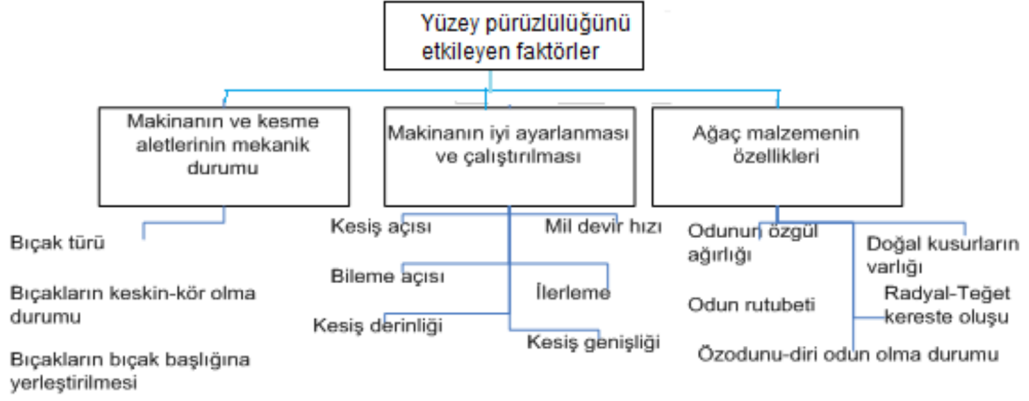 Yüzey pürüzlülüğünü
etkileyen faktörler
Makinanın ve kesme
aletlerinin mekanik
durumu
Bıçak türü
Bıçakların keskin-kör olma
durumu
Bıçakların bıçak başlığına
yerleştirilmesi
Makinanın iyi ayarlanması
ve çalıştırılması
Kesiş açısı
Mil devir hızı
Bileme açısı
İlerleme
Kesiş derinliği
Kesiş genişliği
Ağaç malzemenin
özellikleri
Odunun özgül
ağırlığı
Doğal kusurların
varlığı
Odun rutubeti
Radyal-Teğet
kereste oluşu
Özodunu-diri odun olma durumu